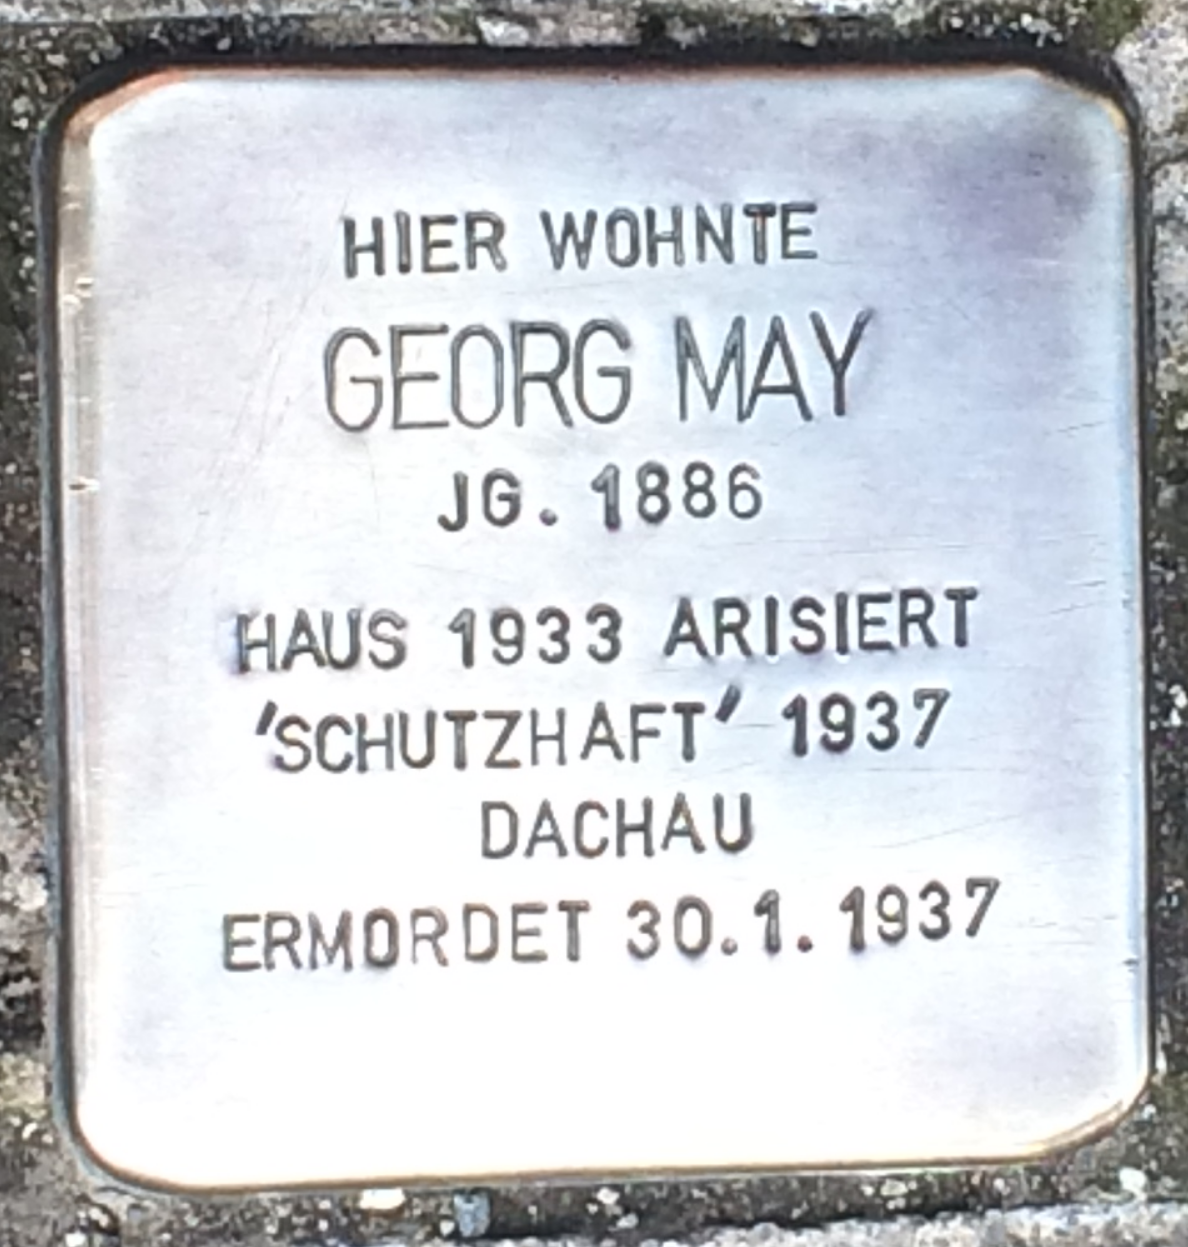 HIER WOHNTE
GEORG MAY
JG. 1886
HAUS 1933 ARISIERT
'SCHUTZHAFT' 1937
DACHAU
ERMORDET 30.1.1937